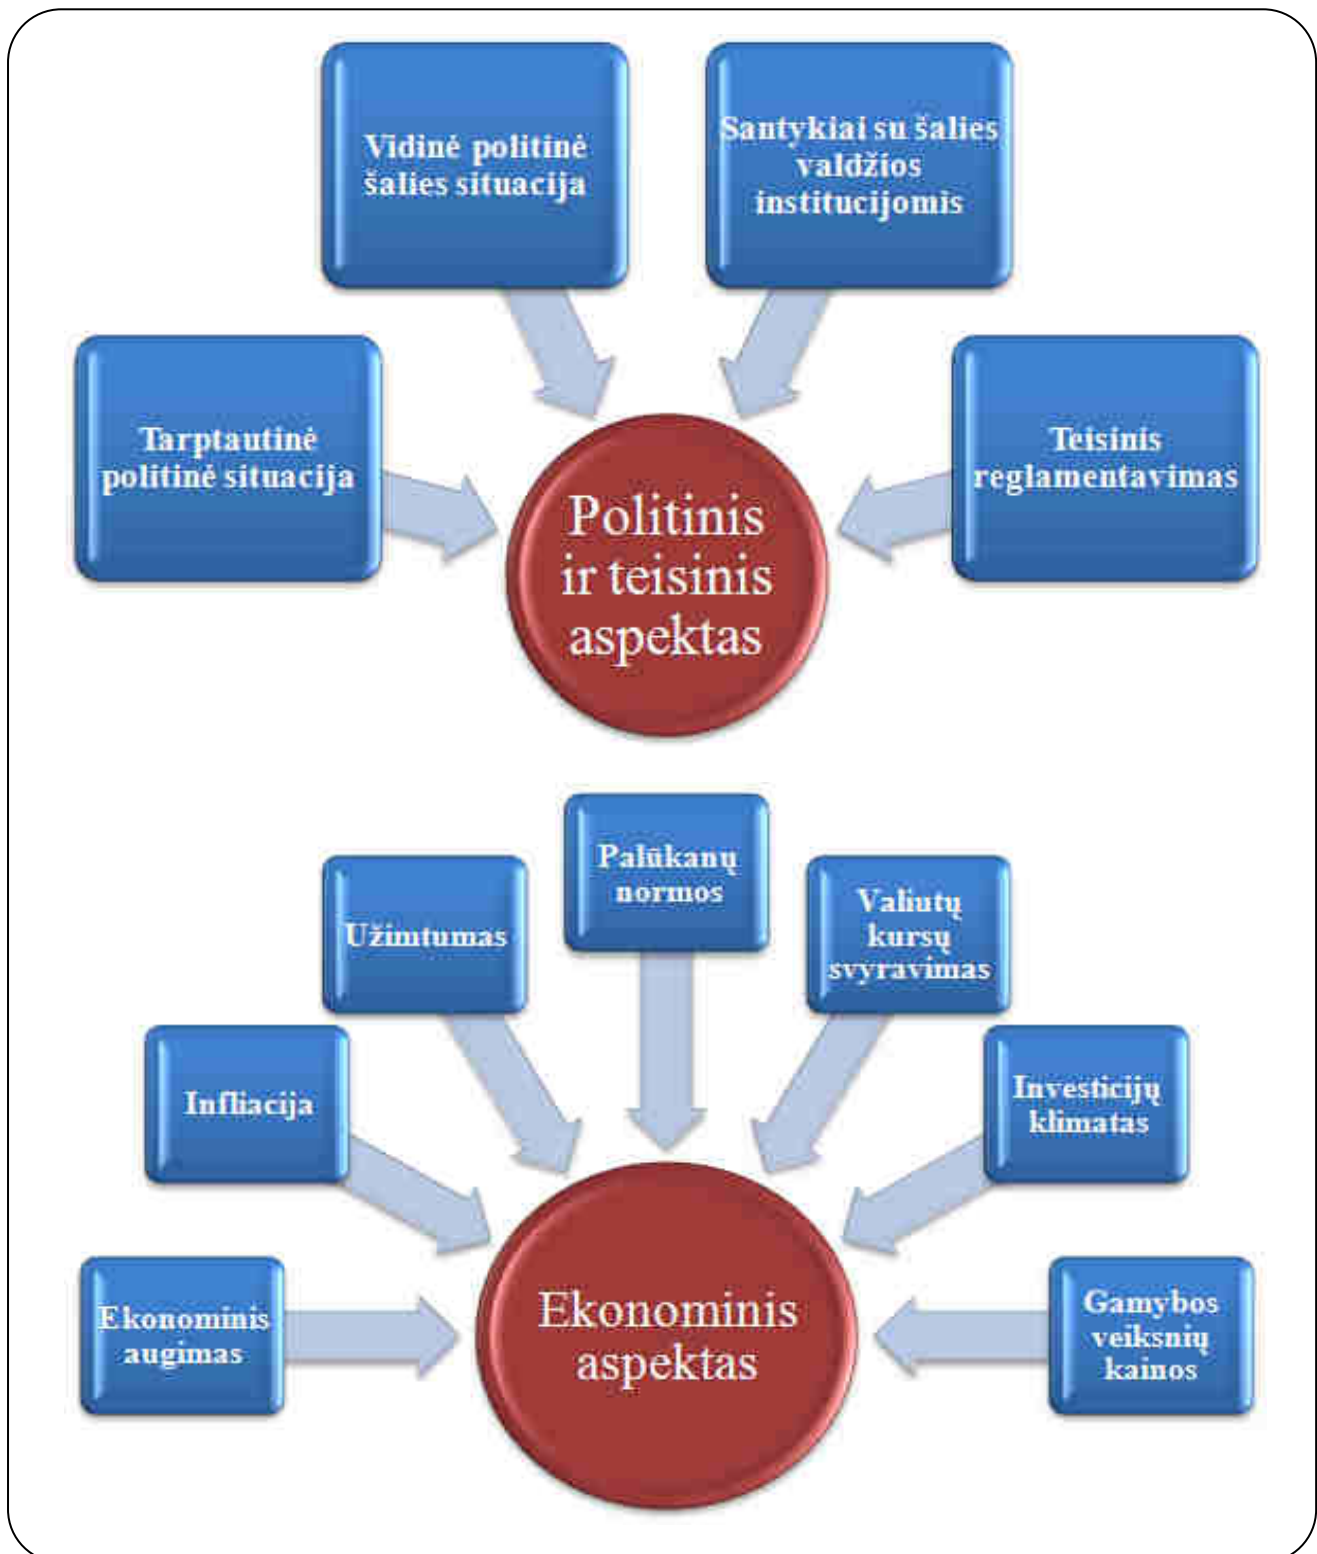 Vidinė politinė
šalies situacija
Santykiai su šalies
valdžios
institucijomis
Tarptautinė
politinė situacija
Teisinis
reglamentavimas
Politinis
ir teisinis
aspektas
Palūkanų
normos
Užimtumas
Valiutų
kursų
svyravimas
Infliacija
Investicijų
klimatas
Ekonominis
augimas
Gamybos
veiksnių
kainos
Ekonominis
aspektas